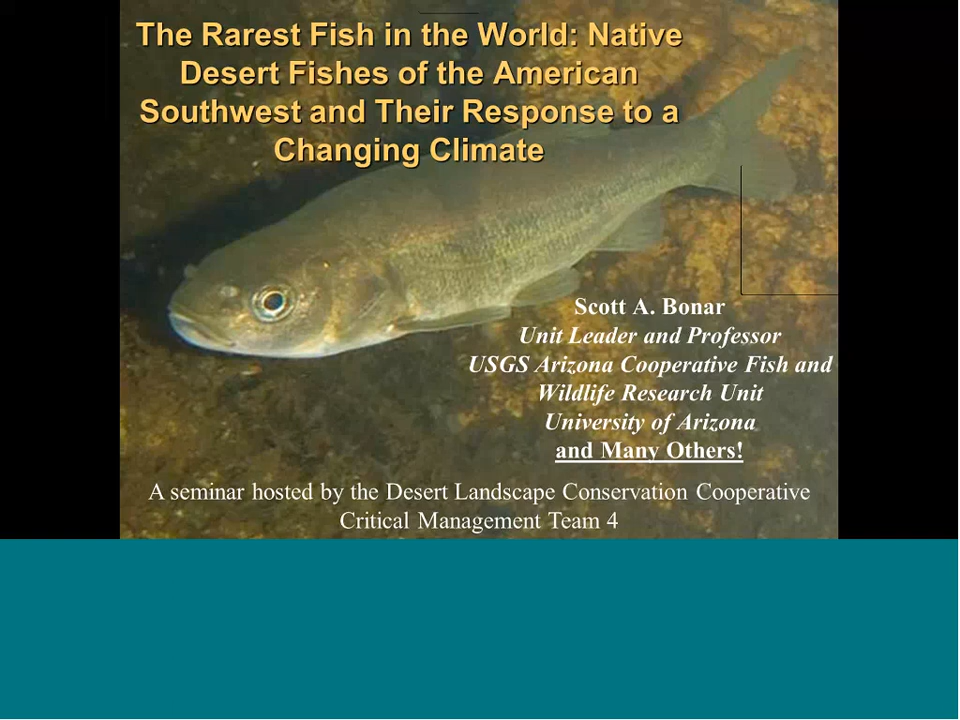 The Rarest Fish in the World: Native
Desert Fishes of the American
Southwest and Their Response to a
Changing Climate
Scott A. Bonar
Unit Leader and Professor
USGS Arizona Cooperative Fish and
Wildlife Research Unit
University of Arizona
and Many Others!
A seminar hosted by the Desert Landscape Conservation Cooperative
Critical Management Team 4